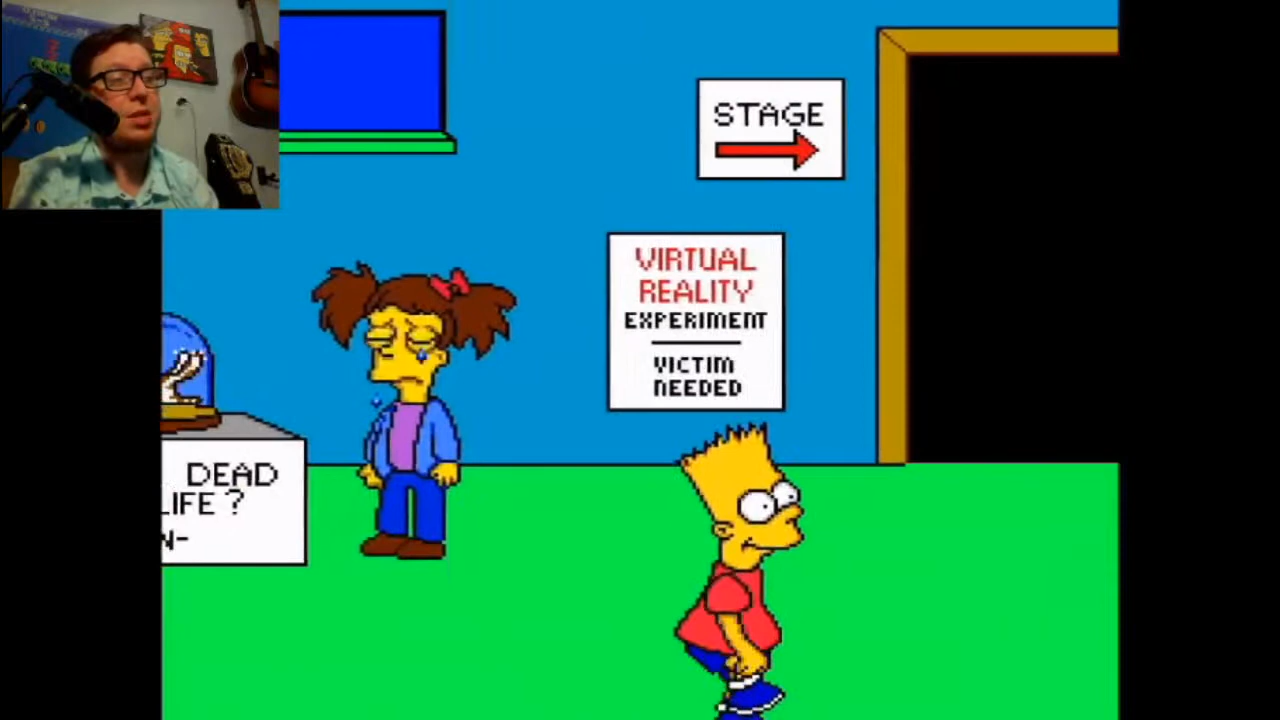 STAGE
VIRTUAL
REALITY
EXPERIMENT
VICTIM
NEEDED
DEAD
LIFE ?
N-